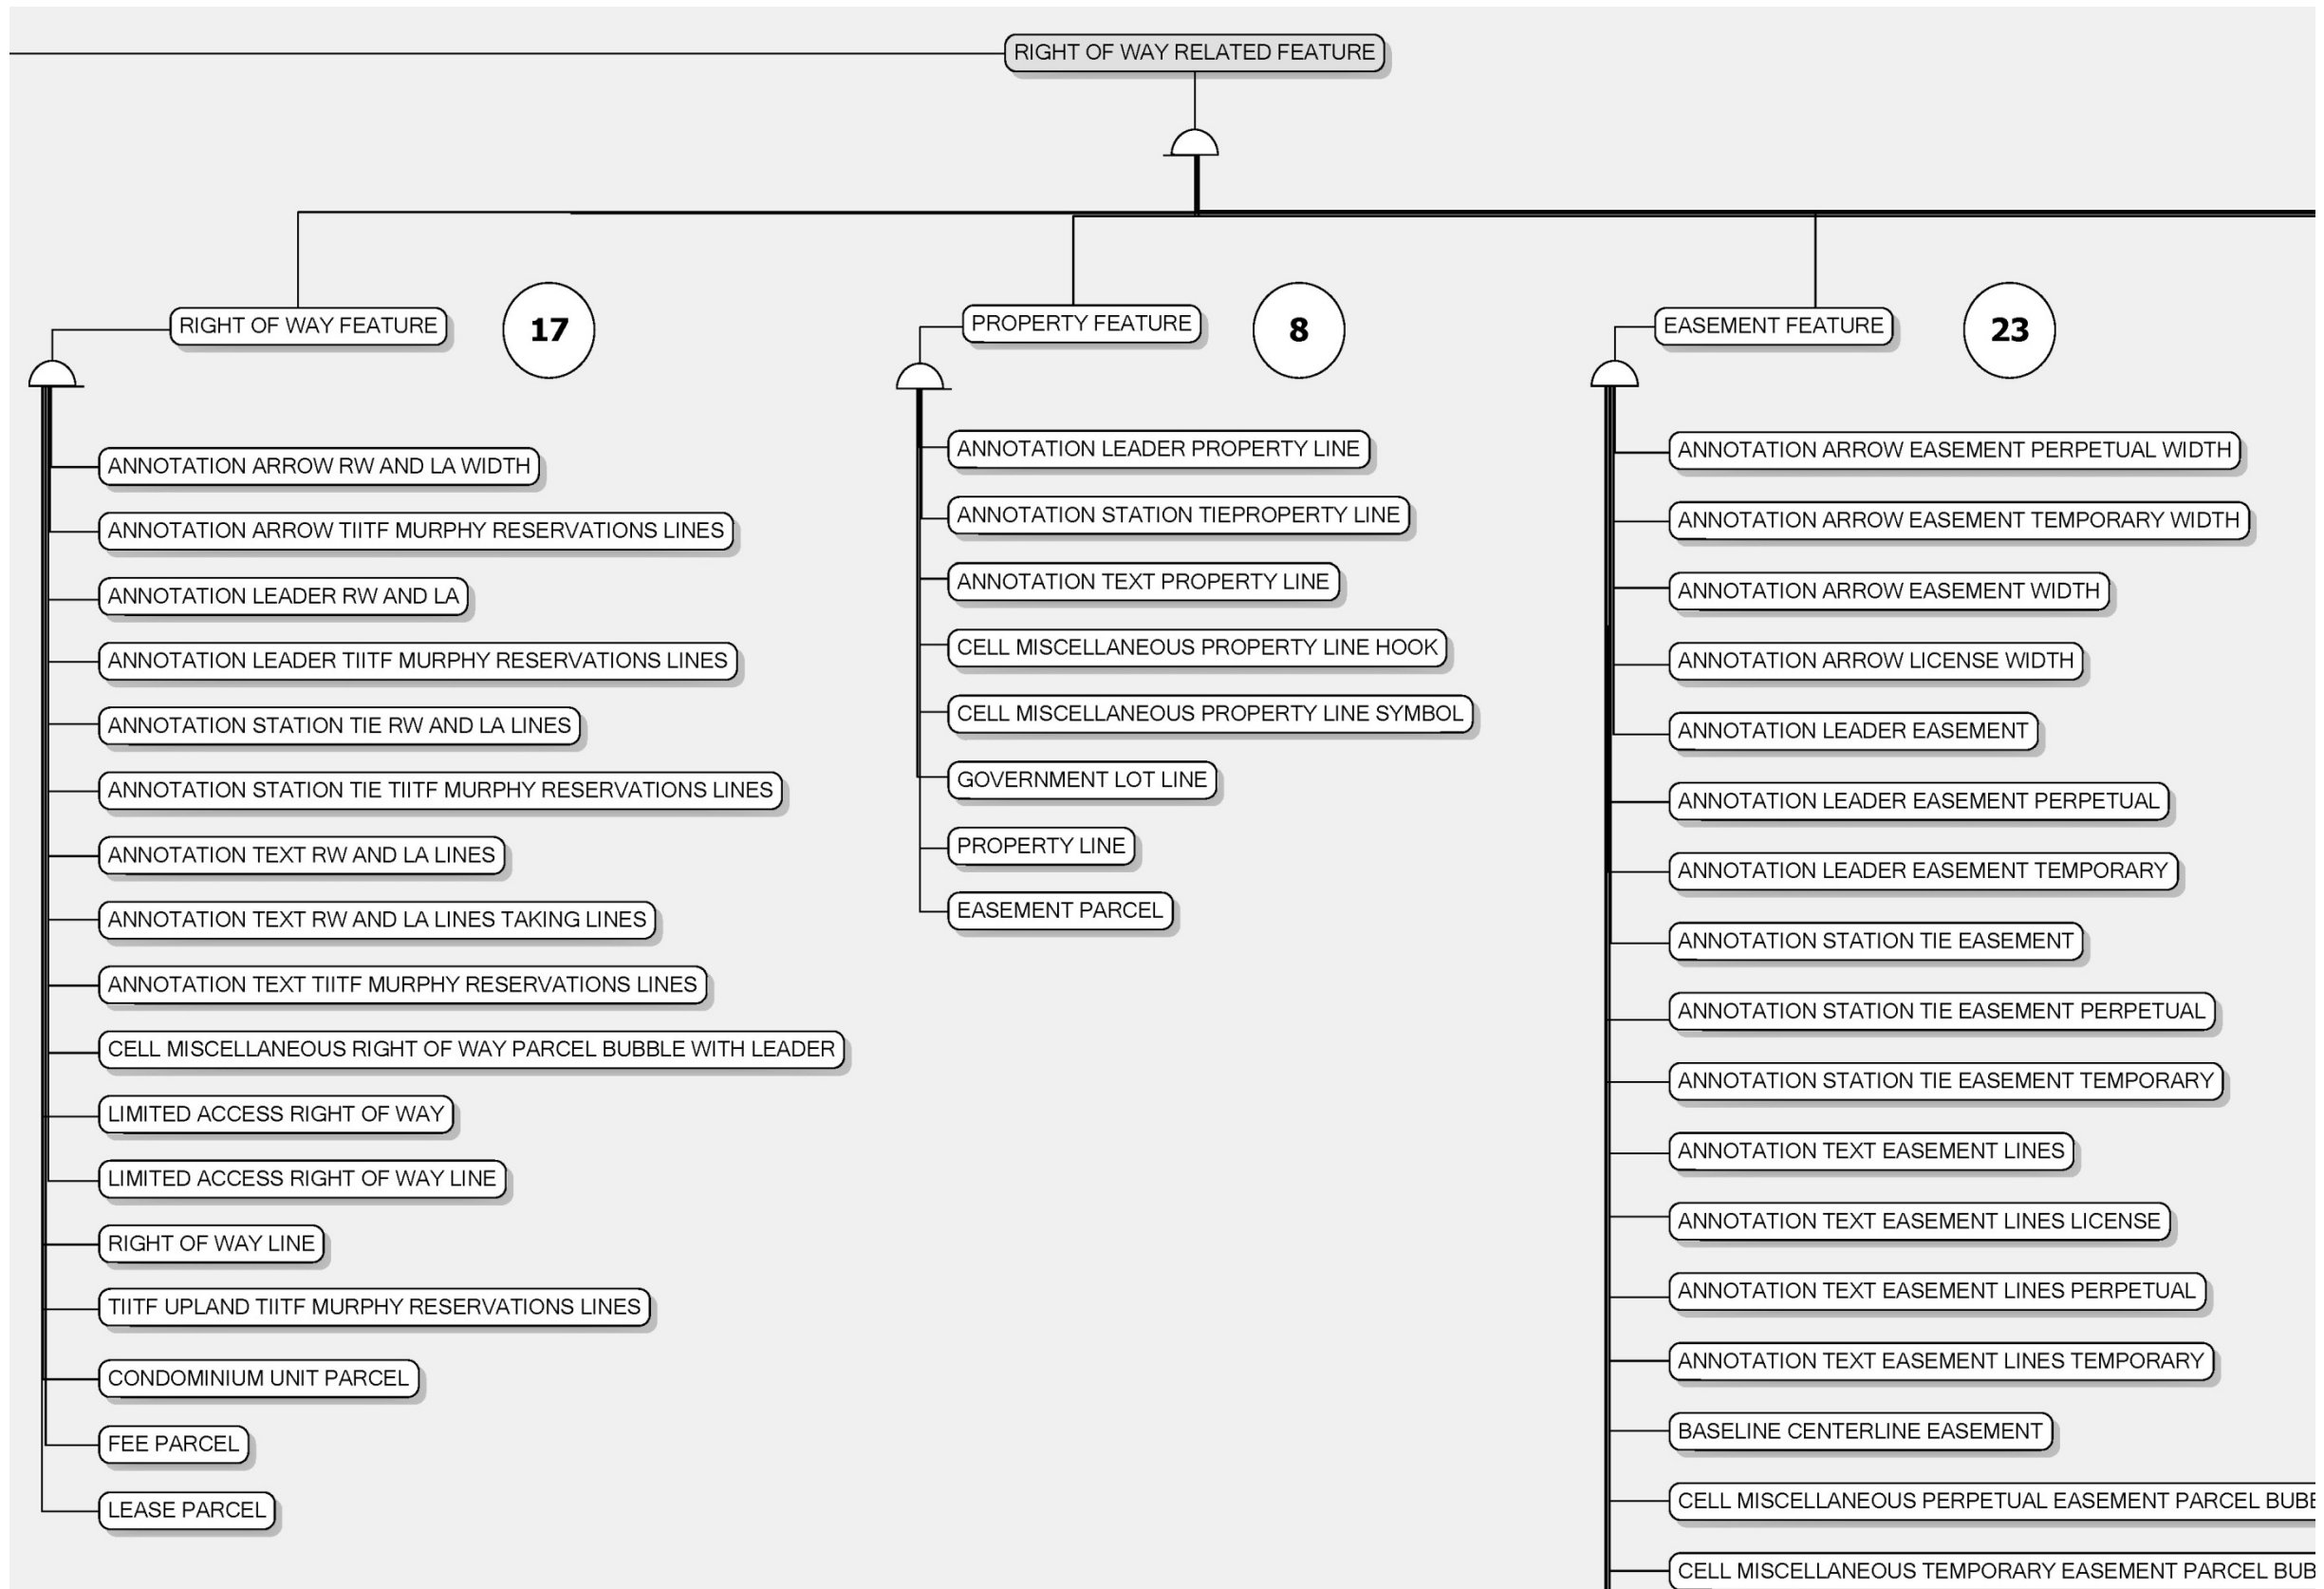 RIGHT OF WAY RELATED FEATURE
RIGHT OF WAY FEATURE
17
ANNOTATION ARROW RW AND LA WIDTH
ANNOTATION ARROW TIITF MURPHY RESERVATIONS LINES
ANNOTATION LEADER RW AND LA
ANNOTATION LEADER TIITF MURPHY RESERVATIONS LINES
ANNOTATION STATION TIE RW AND LA LINES
ANNOTATION STATION TIE TIITF MURPHY RESERVATIONS LINES
ANNOTATION TEXT RW AND LA LINES
ANNOTATION TEXT RW AND LA LINES TAKING LINES
ANNOTATION TEXT TIITF MURPHY RESERVATIONS LINES
CELL MISCELLANEOUS RIGHT OF WAY PARCEL BUBBLE WITH LEADER
LIMITED ACCESS RIGHT OF WAY
LIMITED ACCESS RIGHT OF WAY LINE
RIGHT OF WAY LINE
TIITF UPLAND TIITF MURPHY RESERVATIONS LINES
CONDOMINIUM UNIT PARCEL
FEE PARCEL
LEASE PARCEL
PROPERTY FEATURE
8
ANNOTATION LEADER PROPERTY LINE
ANNOTATION STATION TIEPROPERTY LINE
ANNOTATION TEXT PROPERTY LINE
CELL MISCELLANEOUS PROPERTY LINE HOOK
CELL MISCELLANEOUS PROPERTY LINE SYMBOL
GOVERNMENT LOT LINE
PROPERTY LINE
EASEMENT PARCEL
EASEMENT FEATURE
23
ANNOTATION ARROW EASEMENT PERPETUAL WIDTH
ANNOTATION ARROW EASEMENT TEMPORARY WIDTH
ANNOTATION ARROW EASEMENT WIDTH
ANNOTATION ARROW LICENSE WIDTH
ANNOTATION LEADER EASEMENT
ANNOTATION LEADER EASEMENT PERPETUAL
ANNOTATION LEADER EASEMENT TEMPORARY
ANNOTATION STATION TIE EASEMENT
ANNOTATION STATION TIE EASEMENT PERPETUAL
ANNOTATION STATION TIE EASEMENT TEMPORARY
ANNOTATION TEXT EASEMENT LINES
ANNOTATION TEXT EASEMENT LINES LICENSE
ANNOTATION TEXT EASEMENT LINES PERPETUAL
ANNOTATION TEXT EASEMENT LINES TEMPORARY
BASELINE CENTERLINE EASEMENT
CELL MISCELLANEOUS PERPETUAL EASEMENT PARCEL
CELL MISCELLANEOUS TEMPORARY EASEMENT PARCEL